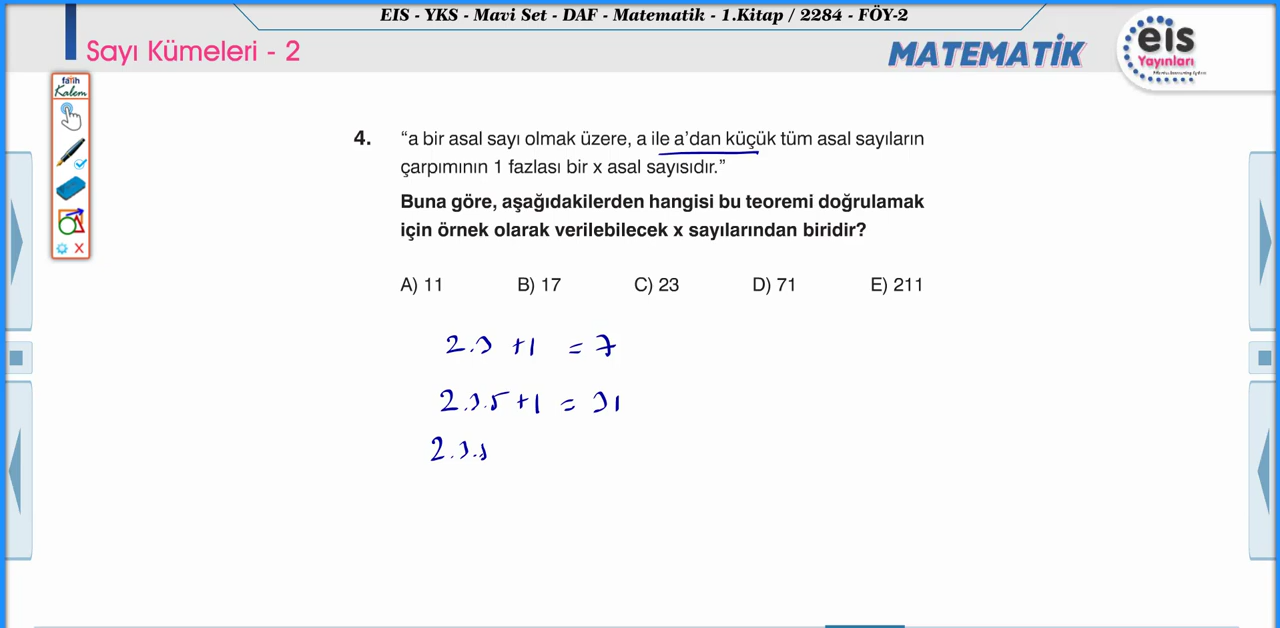 EIS - YKS - Mavi Set - DAF - Matematik - 1.Kitap / 2284 - FÖY-2
Sayı Kümeleri - 2
MATEMATİK
eis
Yayınları
fatih
Kalem
4. “a bir asal sayı olmak üzere, a ile a’dan küçük tüm asal sayıların
çarpımının 1 fazlası bir x asal sayısıdır.”
Buna göre, aşağıdakilerden hangisi bu teoremi doğrulamak
için örnek olarak verilebilecek x sayılarından biridir?
A) 11 B) 17 C) 23 D) 71 E) 211
2.3 +1 = 7
2.3.5 +1 = 31
2.3.